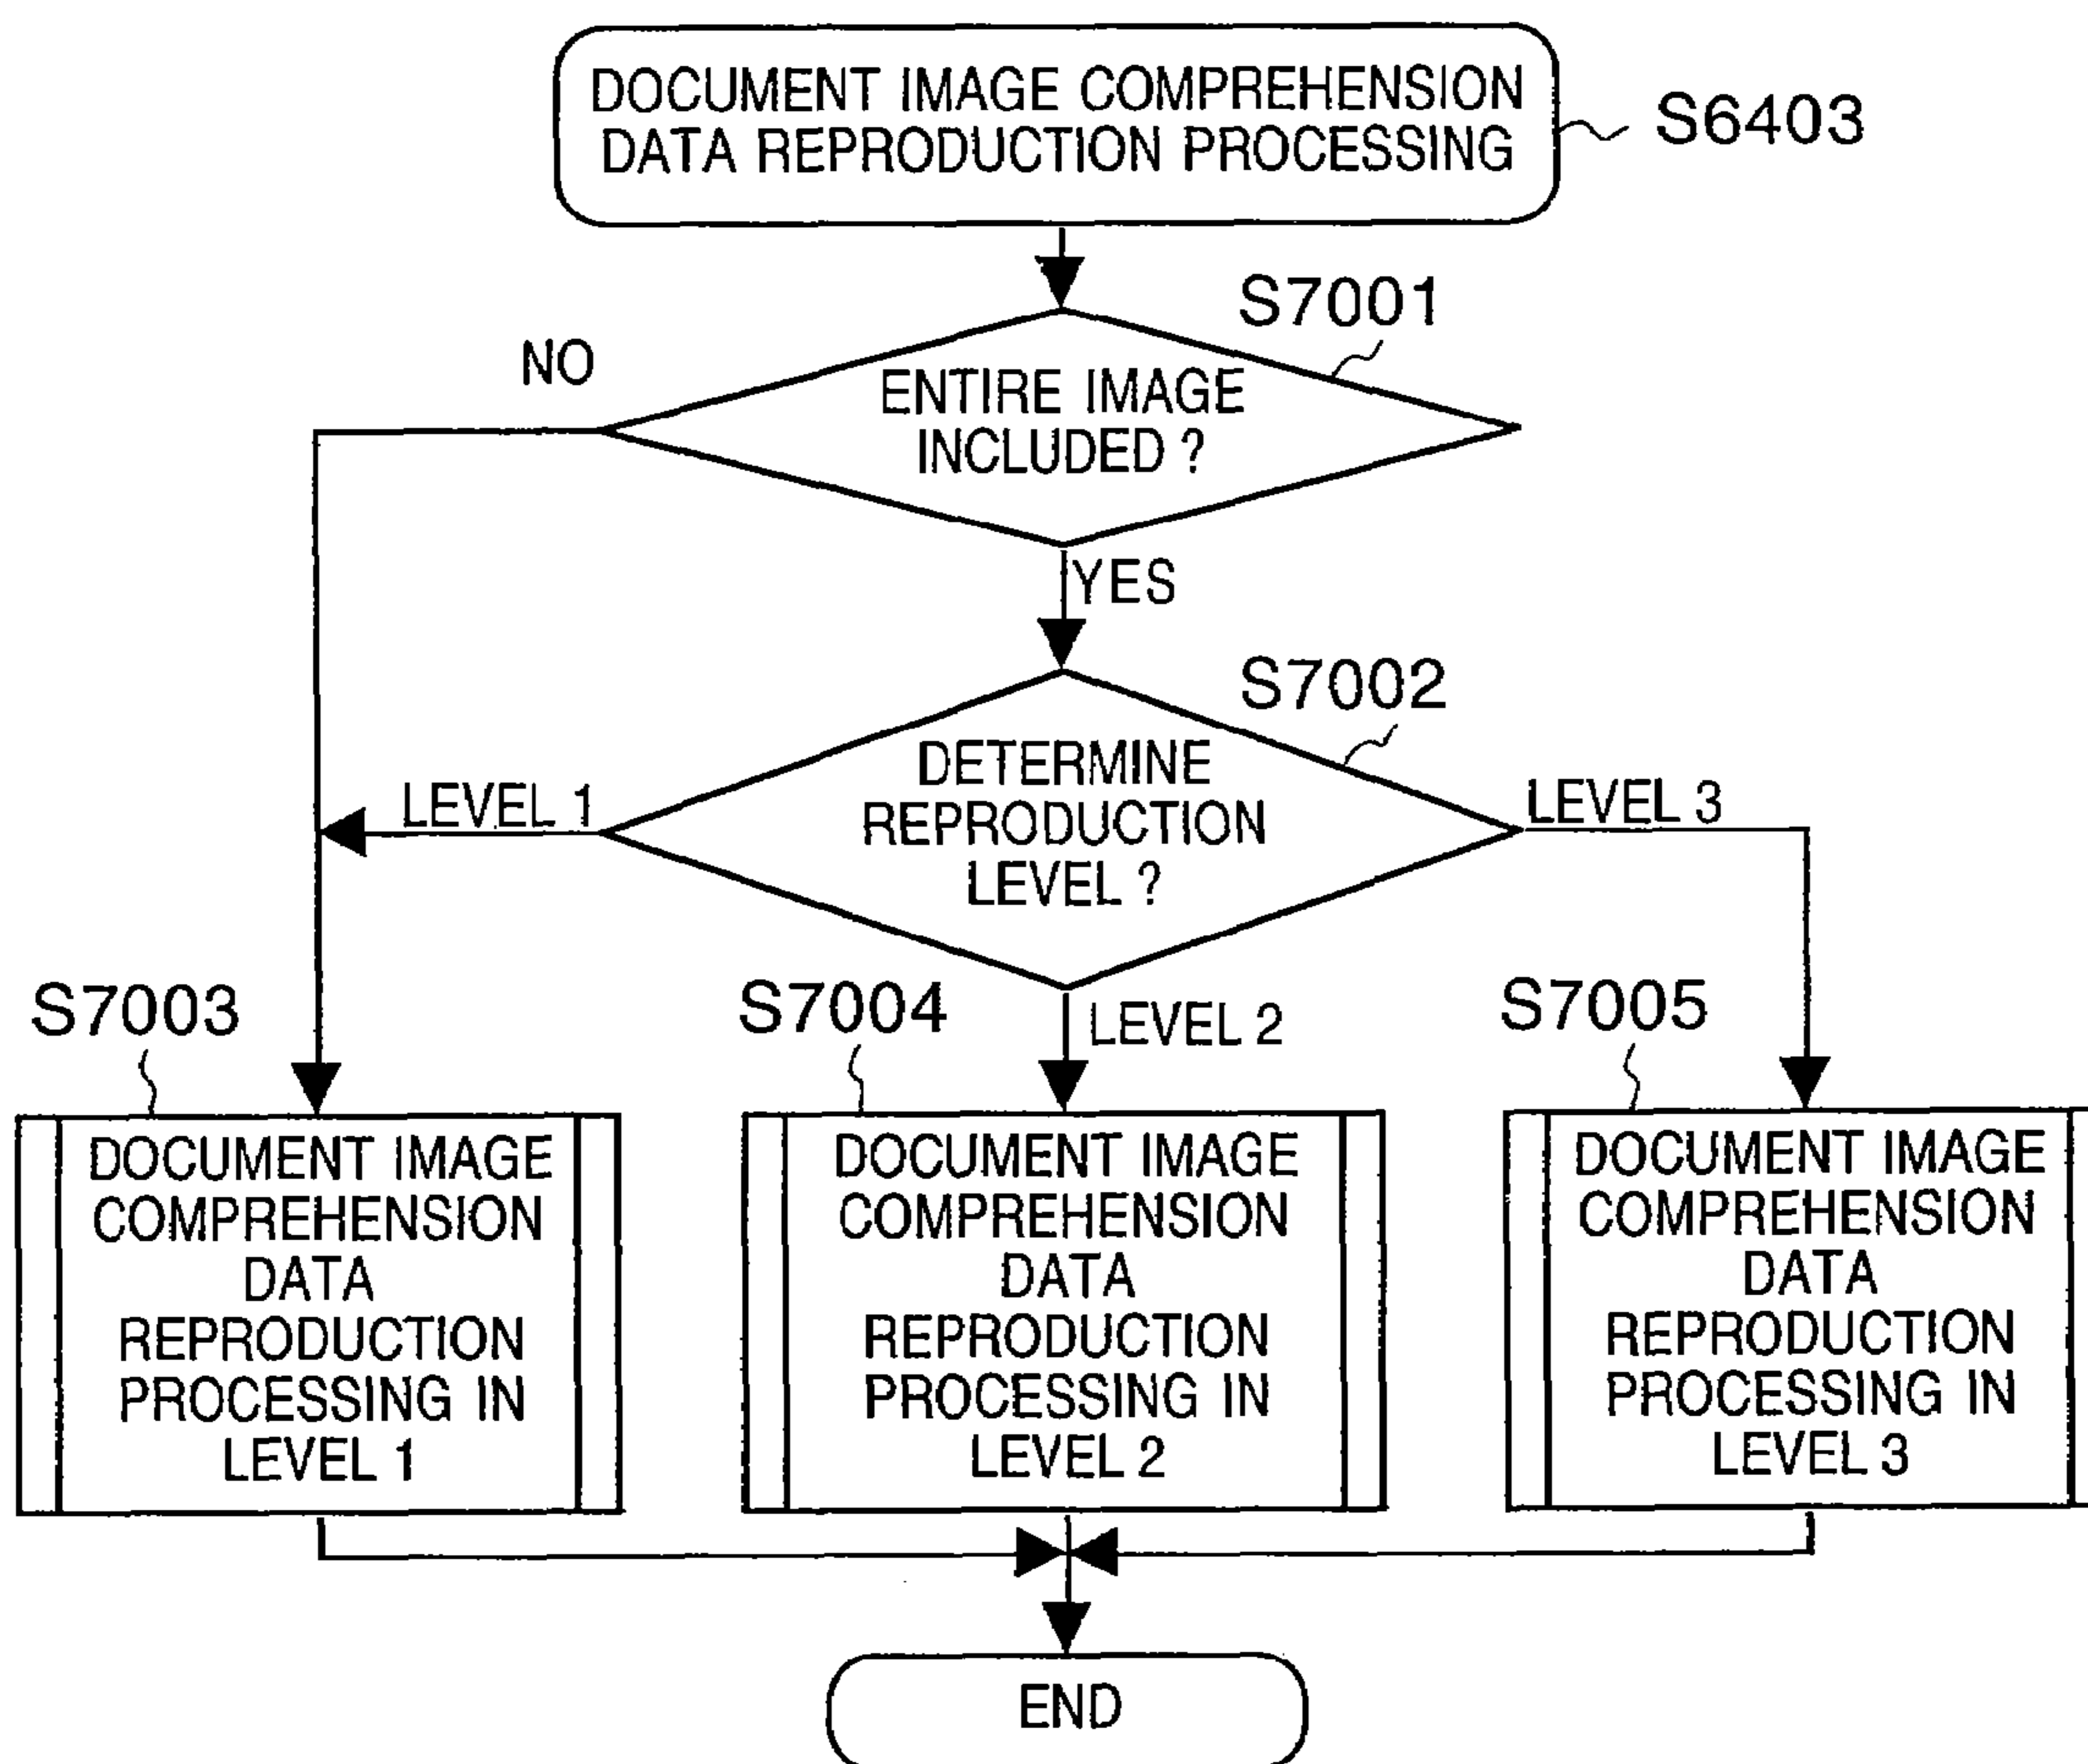 DOCUMENT IMAGE COMPREHENSION
DATA REPRODUCTION PROCESSING
S6403
S7001
NO
ENTIRE IMAGE
INCLUDED ?
YES
S7002
DETERMINE
REPRODUCTION
LEVEL ?
LEVEL 1
LEVEL 3
S7003
S7004
LEVEL 2
S7005
DOCUMENT IMAGE
COMPREHENSION
DATA
REPRODUCTION
PROCESSING IN
LEVEL 1
DOCUMENT IMAGE
COMPREHENSION
DATA
REPRODUCTION
PROCESSING IN
LEVEL 2
DOCUMENT IMAGE
COMPREHENSION
DATA
REPRODUCTION
PROCESSING IN
LEVEL 3
END